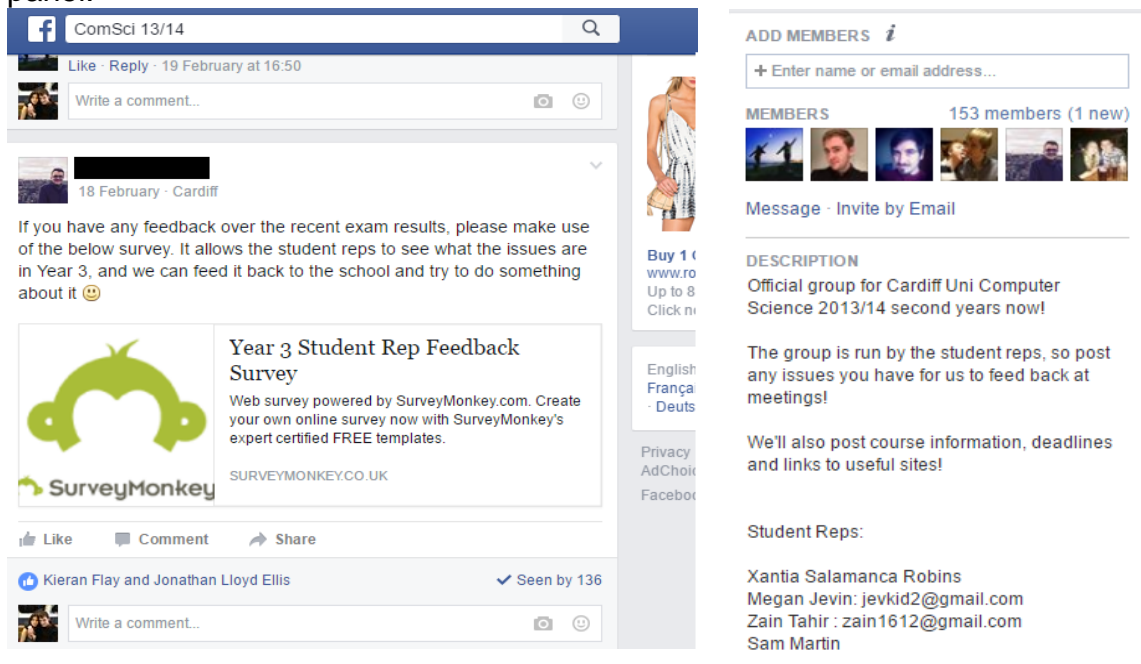 ComSci 13/14
Like · Reply · 19 February at 16:50
Write a comment...
18 February · Cardiff
If you have any feedback over the recent exam results, please make use
of the below survey. It allows the student reps to see what the issues are
in Year 3, and we can feed it back to the school and try to do something
about it
Year 3 Student Rep Feedback
Survey
Web survey powered by SurveyMonkey.com. Create
your own online survey now with SurveyMonkey's
expert certified FREE templates.
SURVEYMONKEY.CO.UK
SurveyMonkey
Like Comment Share
Kieran Flay and Jonathan Lloyd Ellis
Seen by 136
Write a comment...
Buy 1
www.ro
Up to 8
Click
English
França
· Deuts
Privacy
AdChoic
Faceboo
ADD MEMBERS i
+ Enter name or email address...
MEMBERS 153 members (1 new)
Message · Invite by Email
DESCRIPTION
Official group for Cardiff Uni Computer
Science 2013/14 second years now!
The group is run by the student reps, so post
any issues you have for us to feed back at
meetings!
We'll also post course information, deadlines
and links to useful sites!
Student Reps:
Xantia Salamanca Robins
Megan Jevin: jevkid2@gmail.com
Zain Tahir : zain1612@gmail.com
Sam Martin